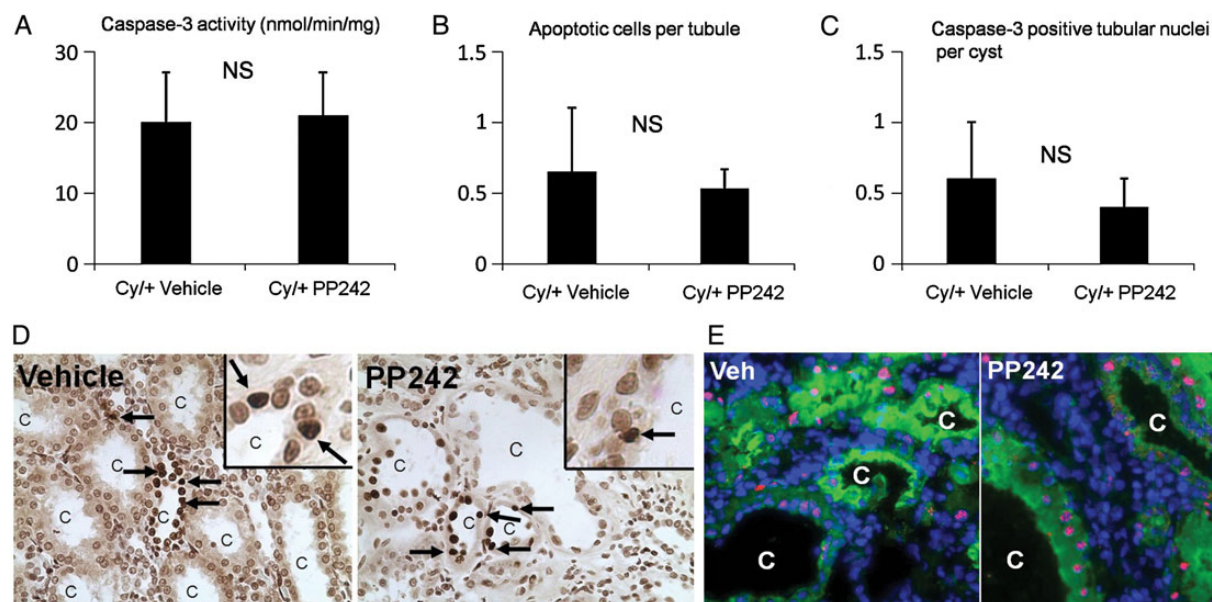 A
Caspase-3 activity (nmol/min/mg)
30
20
10
0
NS
Cy/+ Vehicle
Cy/+ PP242
B
Apoptotic cells per tubule
1.5
1
0.5
0
NS
Cy/+ Vehicle
Cy/+ PP242
C
Caspase-3 positive tubular nuclei
per cyst
1.5
1
0.5
0
NS
Cy/+ Vehicle
Cy/+ PP242
D
Vehicle
C
C
C
C
C
C
C
C
C
PP242
C
C
C
C
C
E
Veh
C
C
C
PP242
C
C